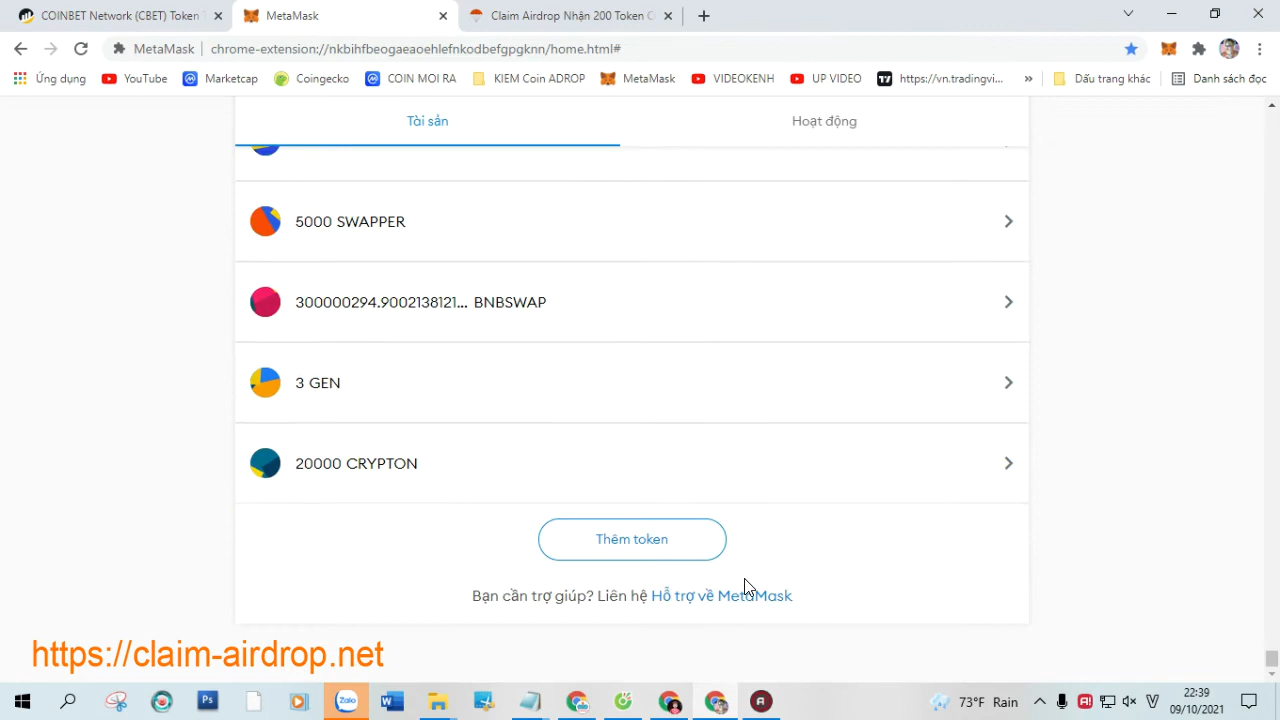 COINBET Network (CBET) Token
MetaMask
Claim Airdrop Nhận 200 Token C
MetaMask
chrome-extension://nkbihfbeogaeaoehlefnkodbefgpgknn/home.html#
Ứng dụng
YouTube
Marketcap
Coingecko
COIN MOI RA
KIEM Coin ADROP
MetaMask
VIDEOKENH
UP VIDEO
https://vn.tradingvi...
Dấu trang khác
Danh sách đọc
Tài sản
Hoạt động
5000 SWAPPER
300000294.9002138121... BNBSWAP
3 GEN
20000 CRYPTON
Thêm token
Bạn cần trợ giúp? Liên hệ Hỗ trợ về MetaMask
https://claim-airdrop.net
Zalo
73°F Rain
22:39
09/10/2021